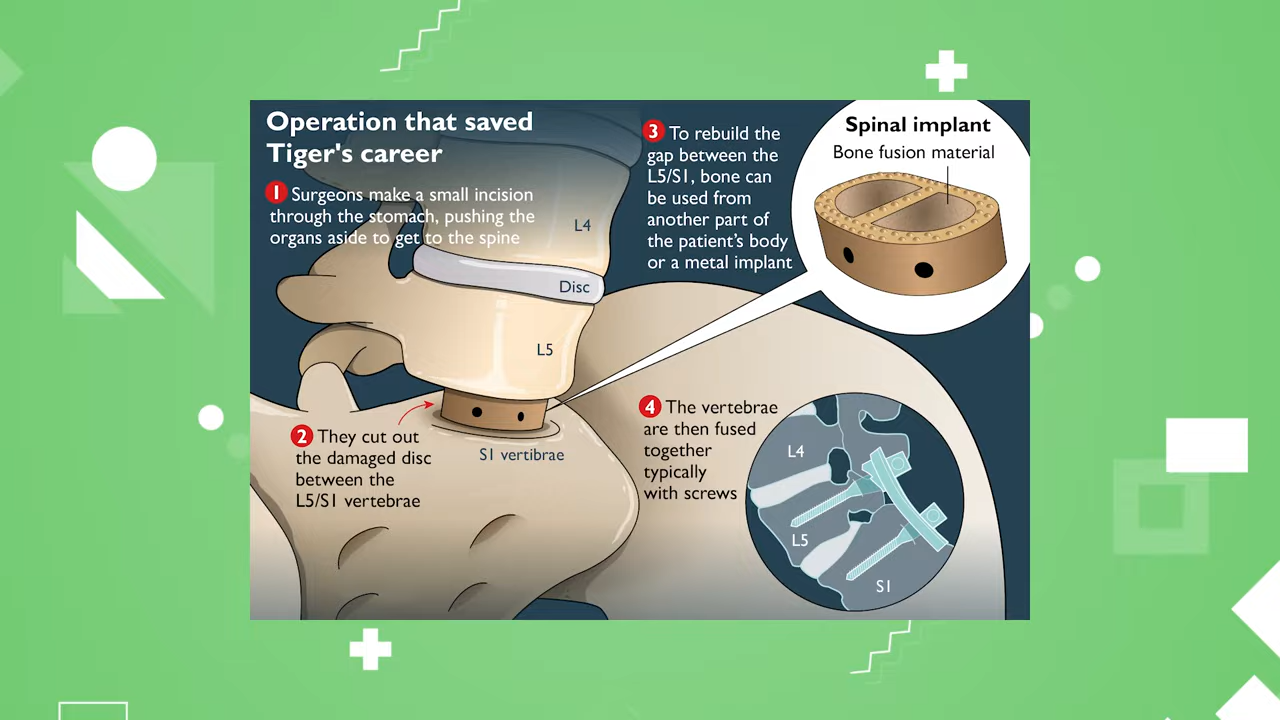 Operation that saved
Tiger's career
1 Surgeons make a small incision
through the stomach, pushing the
organs aside to get to the spine
2 They cut out
the damaged disc
between the
L5/S1 vertebrae
3 To rebuild the
gap between the
L5/S1, bone can
be used from
another part of
the patient's body
or a metal implant
4 The vertebrae
are then fused
together
typically
with screws
Spinal implant
Bone fusion material
L4
Disc
L5
S1 vertibrae
L4
L5
S1